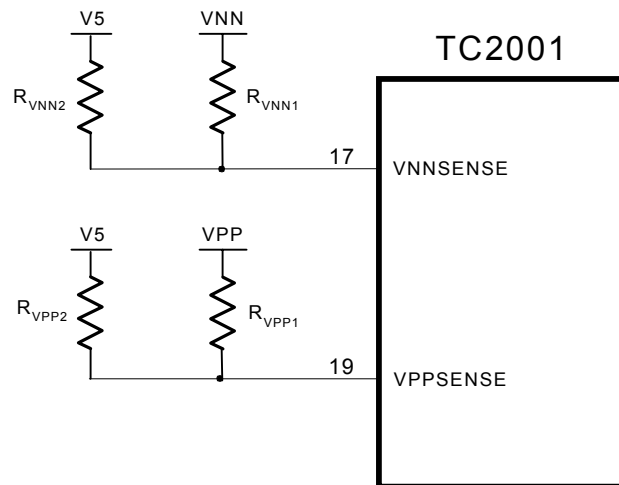 V5 VNN
TC2001
R_VNN2 R_VNN1
17 VNNSENSE
V5 VPP
R_VPP2 R_VPP1
19 VPPSENSE